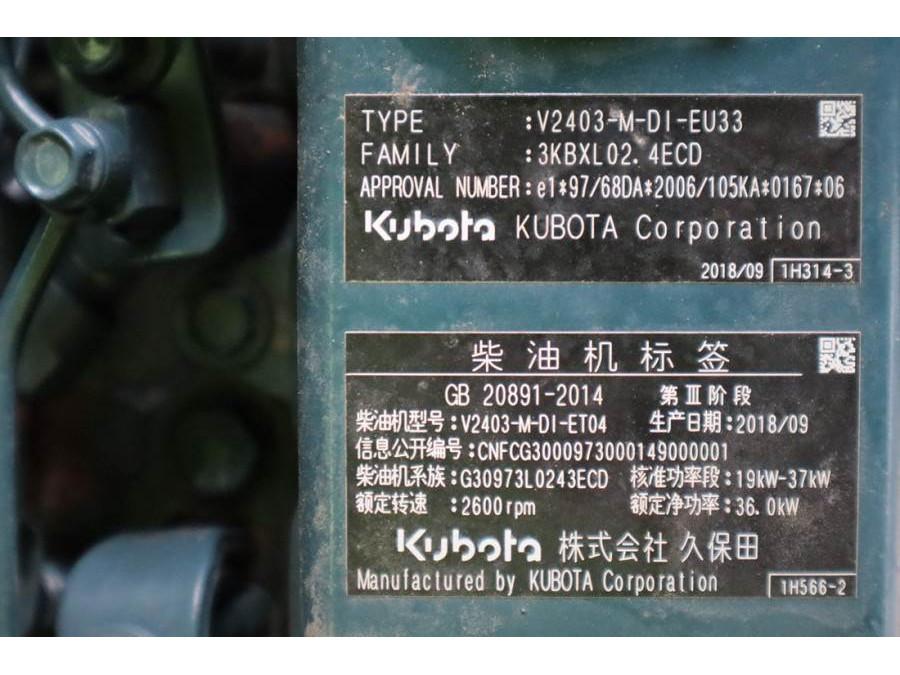 TYPE :V2403-M-DI-EU33
FAMILY :3KBXL02.4ECD
APPROVAL NUMBER:e1*97/68DA*2006/105KA*0167*06
Kubota KUBOTA Corporation
2018/09 1H314-3
柴油机标签
GB 20891-2014 第Ⅲ阶段
柴油机型号:V2403-M-DI-ET04 生产日期:2018/09
信息公开编号:CNFCG30009730000149000001
柴油机系族:G30973L0243ECD 核准功率段:19kW-37kW
额定转速 :2600rpm 额定净功率:36.0kW
Kubota 株式会社 久保田
Manufactured by KUBOTA Corporation 1H566-2